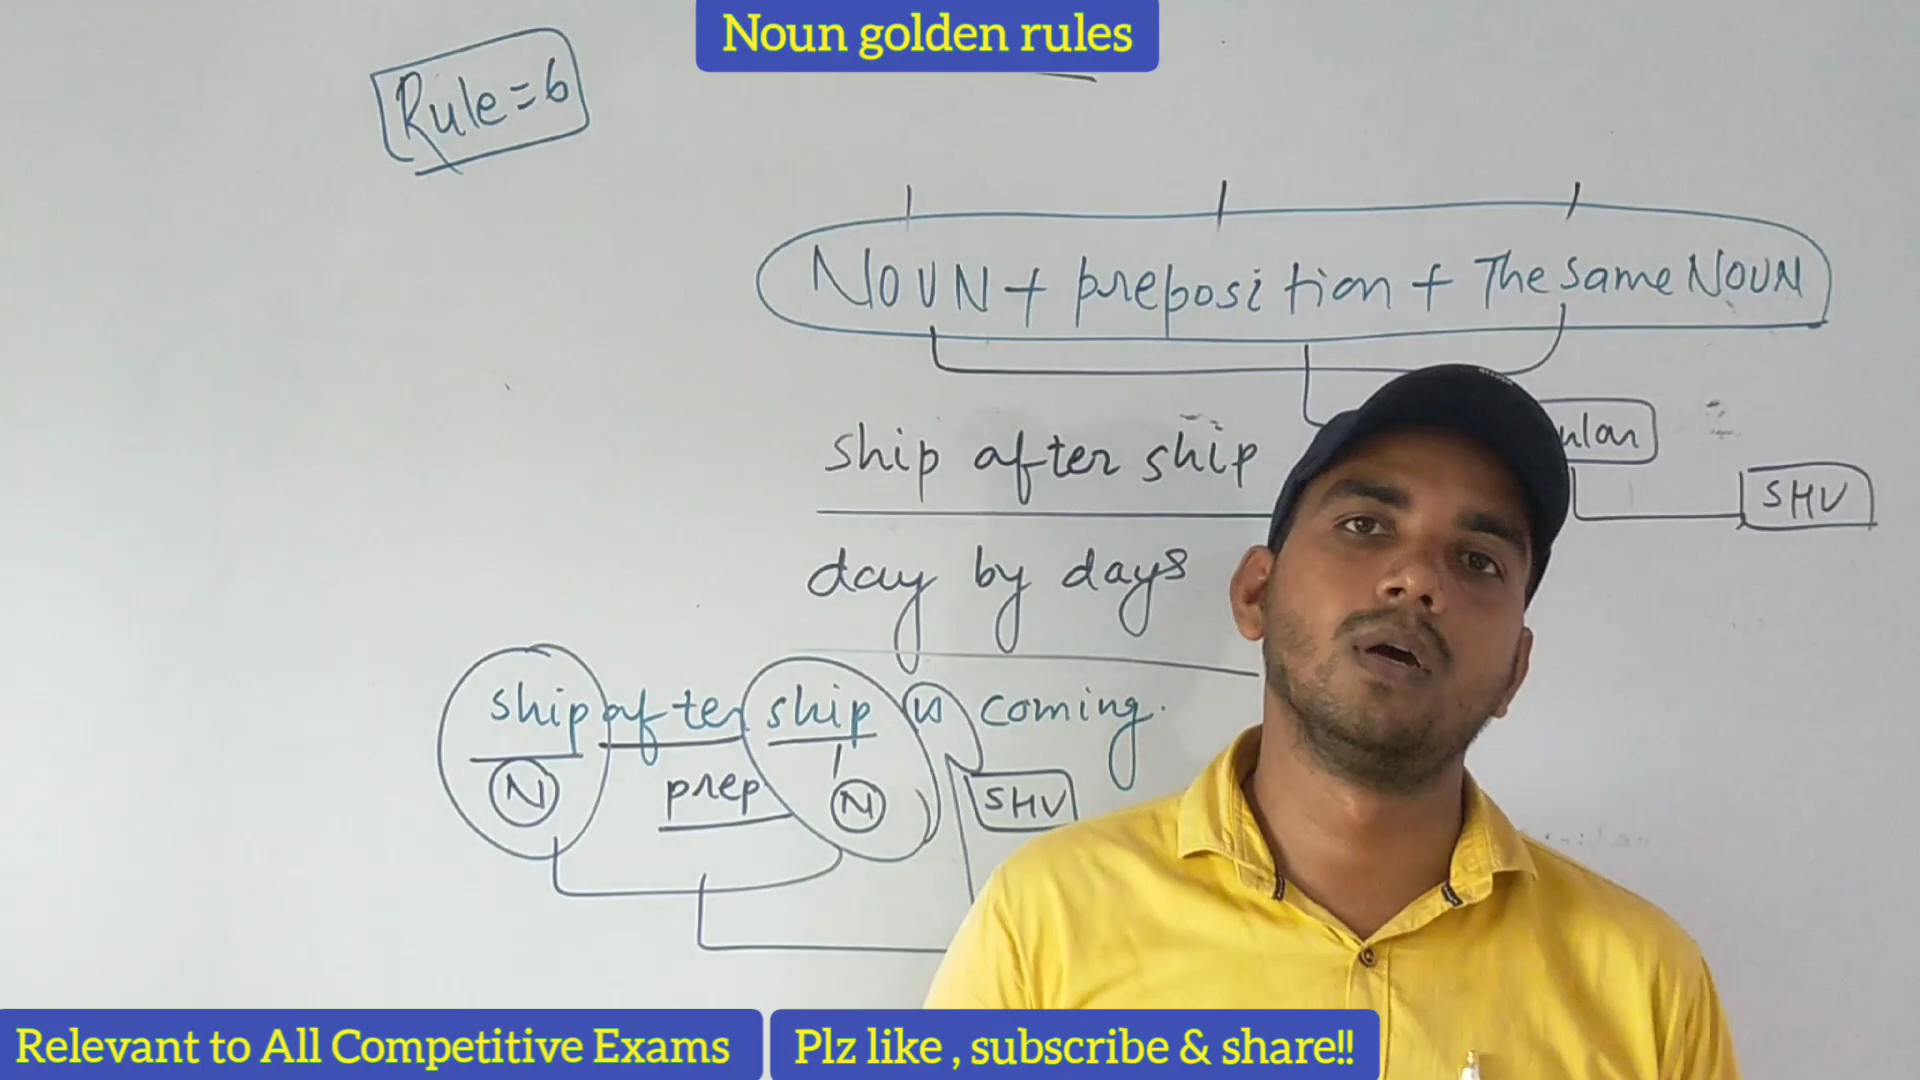 Noun golden rules
Rule=6
NOUN + preposition + The same NOUN
ship after ship
SHV
day by days
ship after ship is coming.
N prep N SHV
Relevant to All Competitive Exams
Plz like , subscribe & share!!